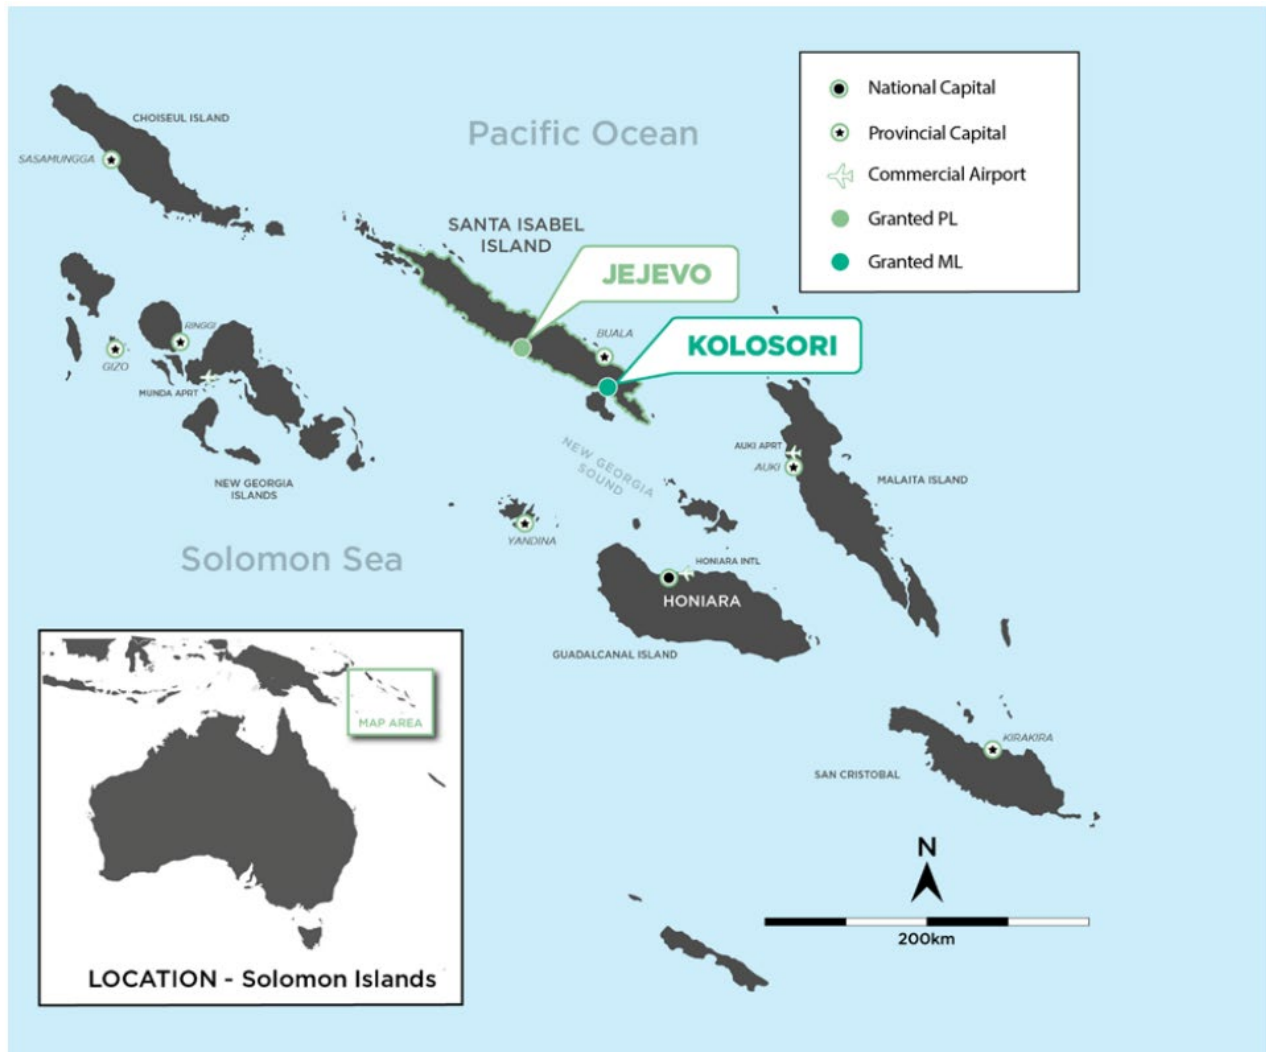 National Capital
Provincial Capital
Commercial Airport
Granted PL
Granted ML
CHOISEUL ISLAND
Pacific Ocean
SASAMUNGGA
SANTA ISABEL
ISLAND
JEJEVO
BUALA
KOLOSORI
RINGGI
GIZO
MUNDA APRT
NEW GEORGIA
ISLANDS
NEW GEORGIA
SOUND
AUKI APRT
AUKI
MALAITA ISLAND
YANDINA
Solomon Sea
HONIARA INTL
HONIARA
GUADALCANAL ISLAND
MAP AREA
KIRAKIRA
SAN CRISTOBAL
N
200km
LOCATION - Solomon Islands